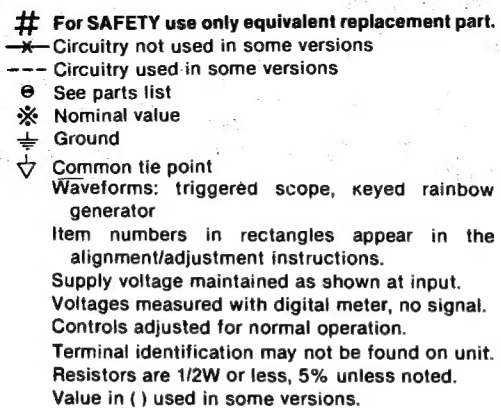 # For SAFETY use only equivalent replacement part.
Circuitry not used in some versions
Circuitry used in some versions
See parts list
※ Nominal value
Ground
Common tie point
Waveforms: triggered scope, keyed rainbow
generator
Item numbers in rectangles appear in the
alignment/adjustment instructions.
Supply voltage maintained as shown at input.
Voltages measured with digital meter, no signal.
Controls adjusted for normal operation.
Terminal identification may not be found on unit.
Resistors are 1/2W or less, 5% unless noted.
Value in ( ) used in some versions.